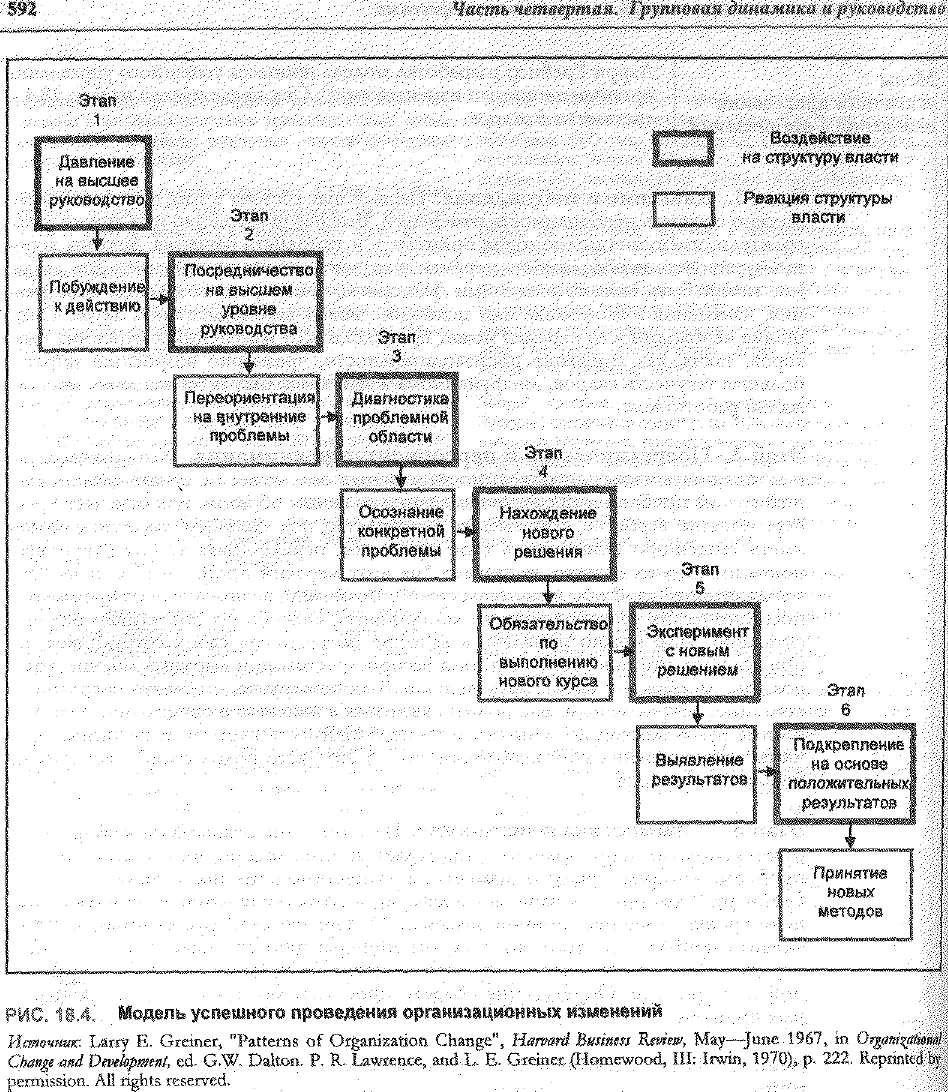 592
Часть четвертая. Групповая динамика и руководство
Этап
1
Давление
на высшее
руководство
Воздействие
на структуру власти
Реакция структуры
власти
Этап
2
Побуждение
к действию
Посредничество
на высшем
уровне
руководства
Этап
3
Переориентация
на внутренние
проблемы
Диагностика
проблемной
области
Этап
4
Осознание
конкретной
проблемы
Нахождение
нового
решения
Этап
5
Обязательство
по
выполнению
нового курса
Эксперимент
с новым
решением
Этап
6
Выявление
результатов
Подкрепление
на основе
положительных
результатов
Принятие
новых
методов
РИС. 18.4. Модель успешного проведения организационных изменений
Источник: Larry E. Greiner, "Patterns of Organization Change", Harvard Business Review, May—June 1967, in Organizational
Change and Development, ed. G.W. Dalton. P. R. Lawrence, and L. E. Greiner (Homewood, III: Irwin, 1970), p. 222. Reprinted by
permission. All rights reserved.